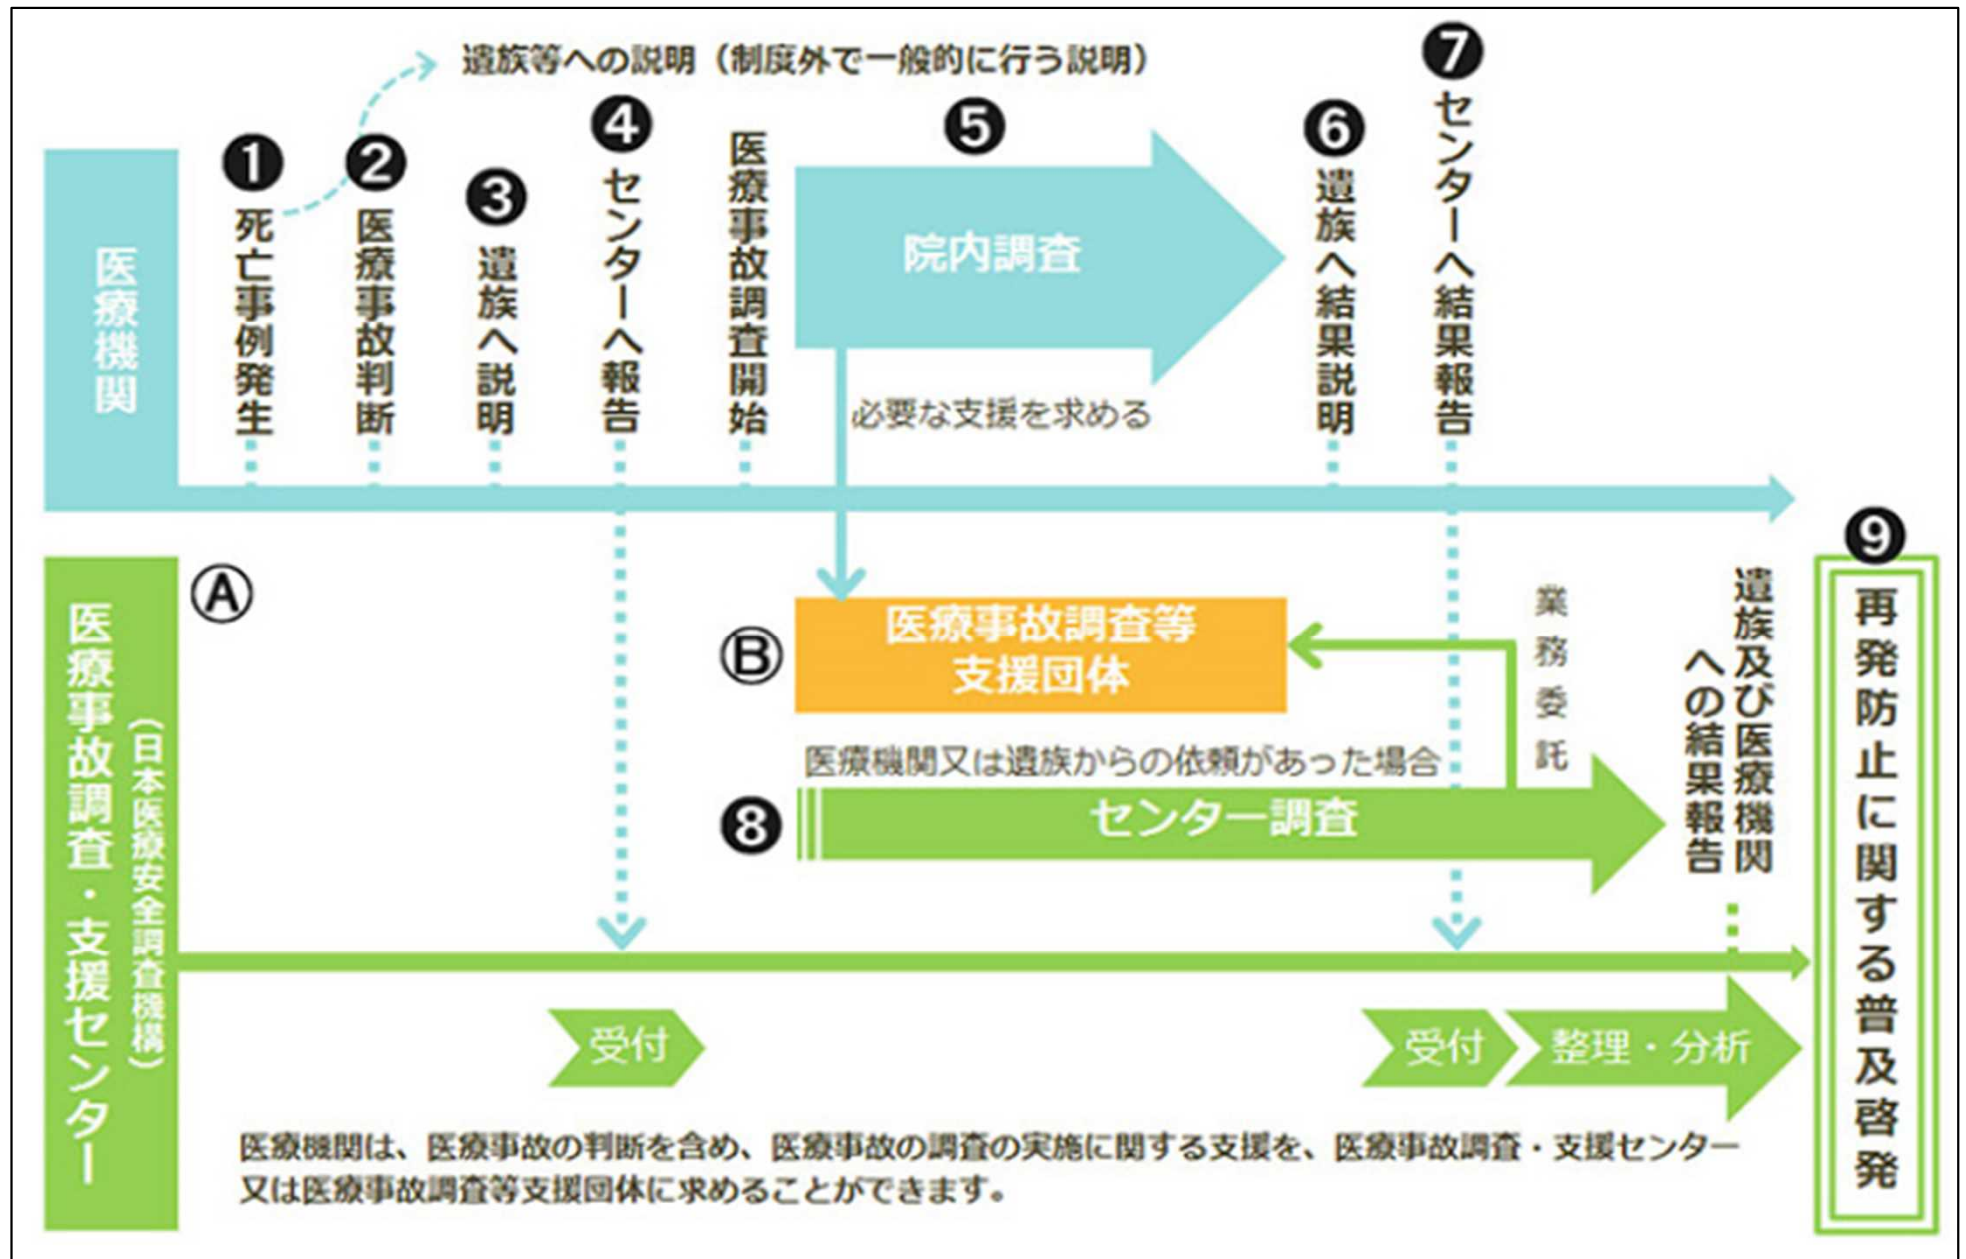 遺族等への説明（制度外で一般的に行う説明）
医療機関
❶
死亡事例発生
❷
医療事故判断
❸
遺族へ説明
❹
センターへ報告
医療事故調査開始
❺
院内調査
必要な支援を求める
❻
遺族へ結果説明
❼
センターへ結果報告
医療事故調査・支援センター
（日本医療安全調査機構）
Ⓐ
Ⓑ
医療事故調査等
支援団体
業務委託
医療機関又は遺族からの依頼があった場合
❽
センター調査
遺族及び医療機関
への結果報告
❾
再発防止に関する普及啓発
受付
受付
整理・分析
医療機関は、医療事故の判断を含め、医療事故の調査の実施に関する支援を、医療事故調査・支援センター
又は医療事故調査等支援団体に求めることができます。